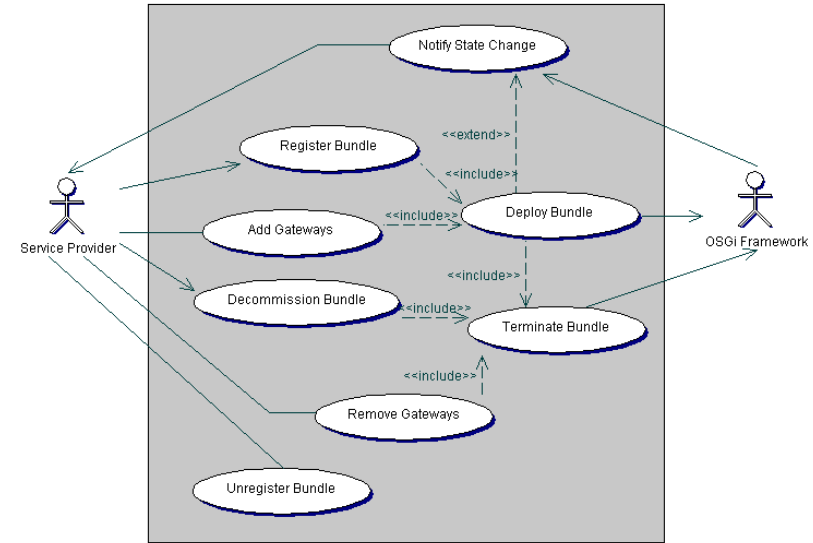 Notify State Change
<<extend>>
Register Bundle
<<include>>
Deploy Bundle
<<include>>
Add Gateways
Service Provider
OSGi Framework
<<include>>
Decommission Bundle
<<include>>
Terminate Bundle
<<include>>
Remove Gateways
Unregister Bundle